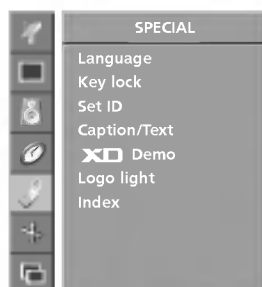 SPECIAL
Language
Key lock
Set ID
Caption/Text
XD Demo
Logo light
Index